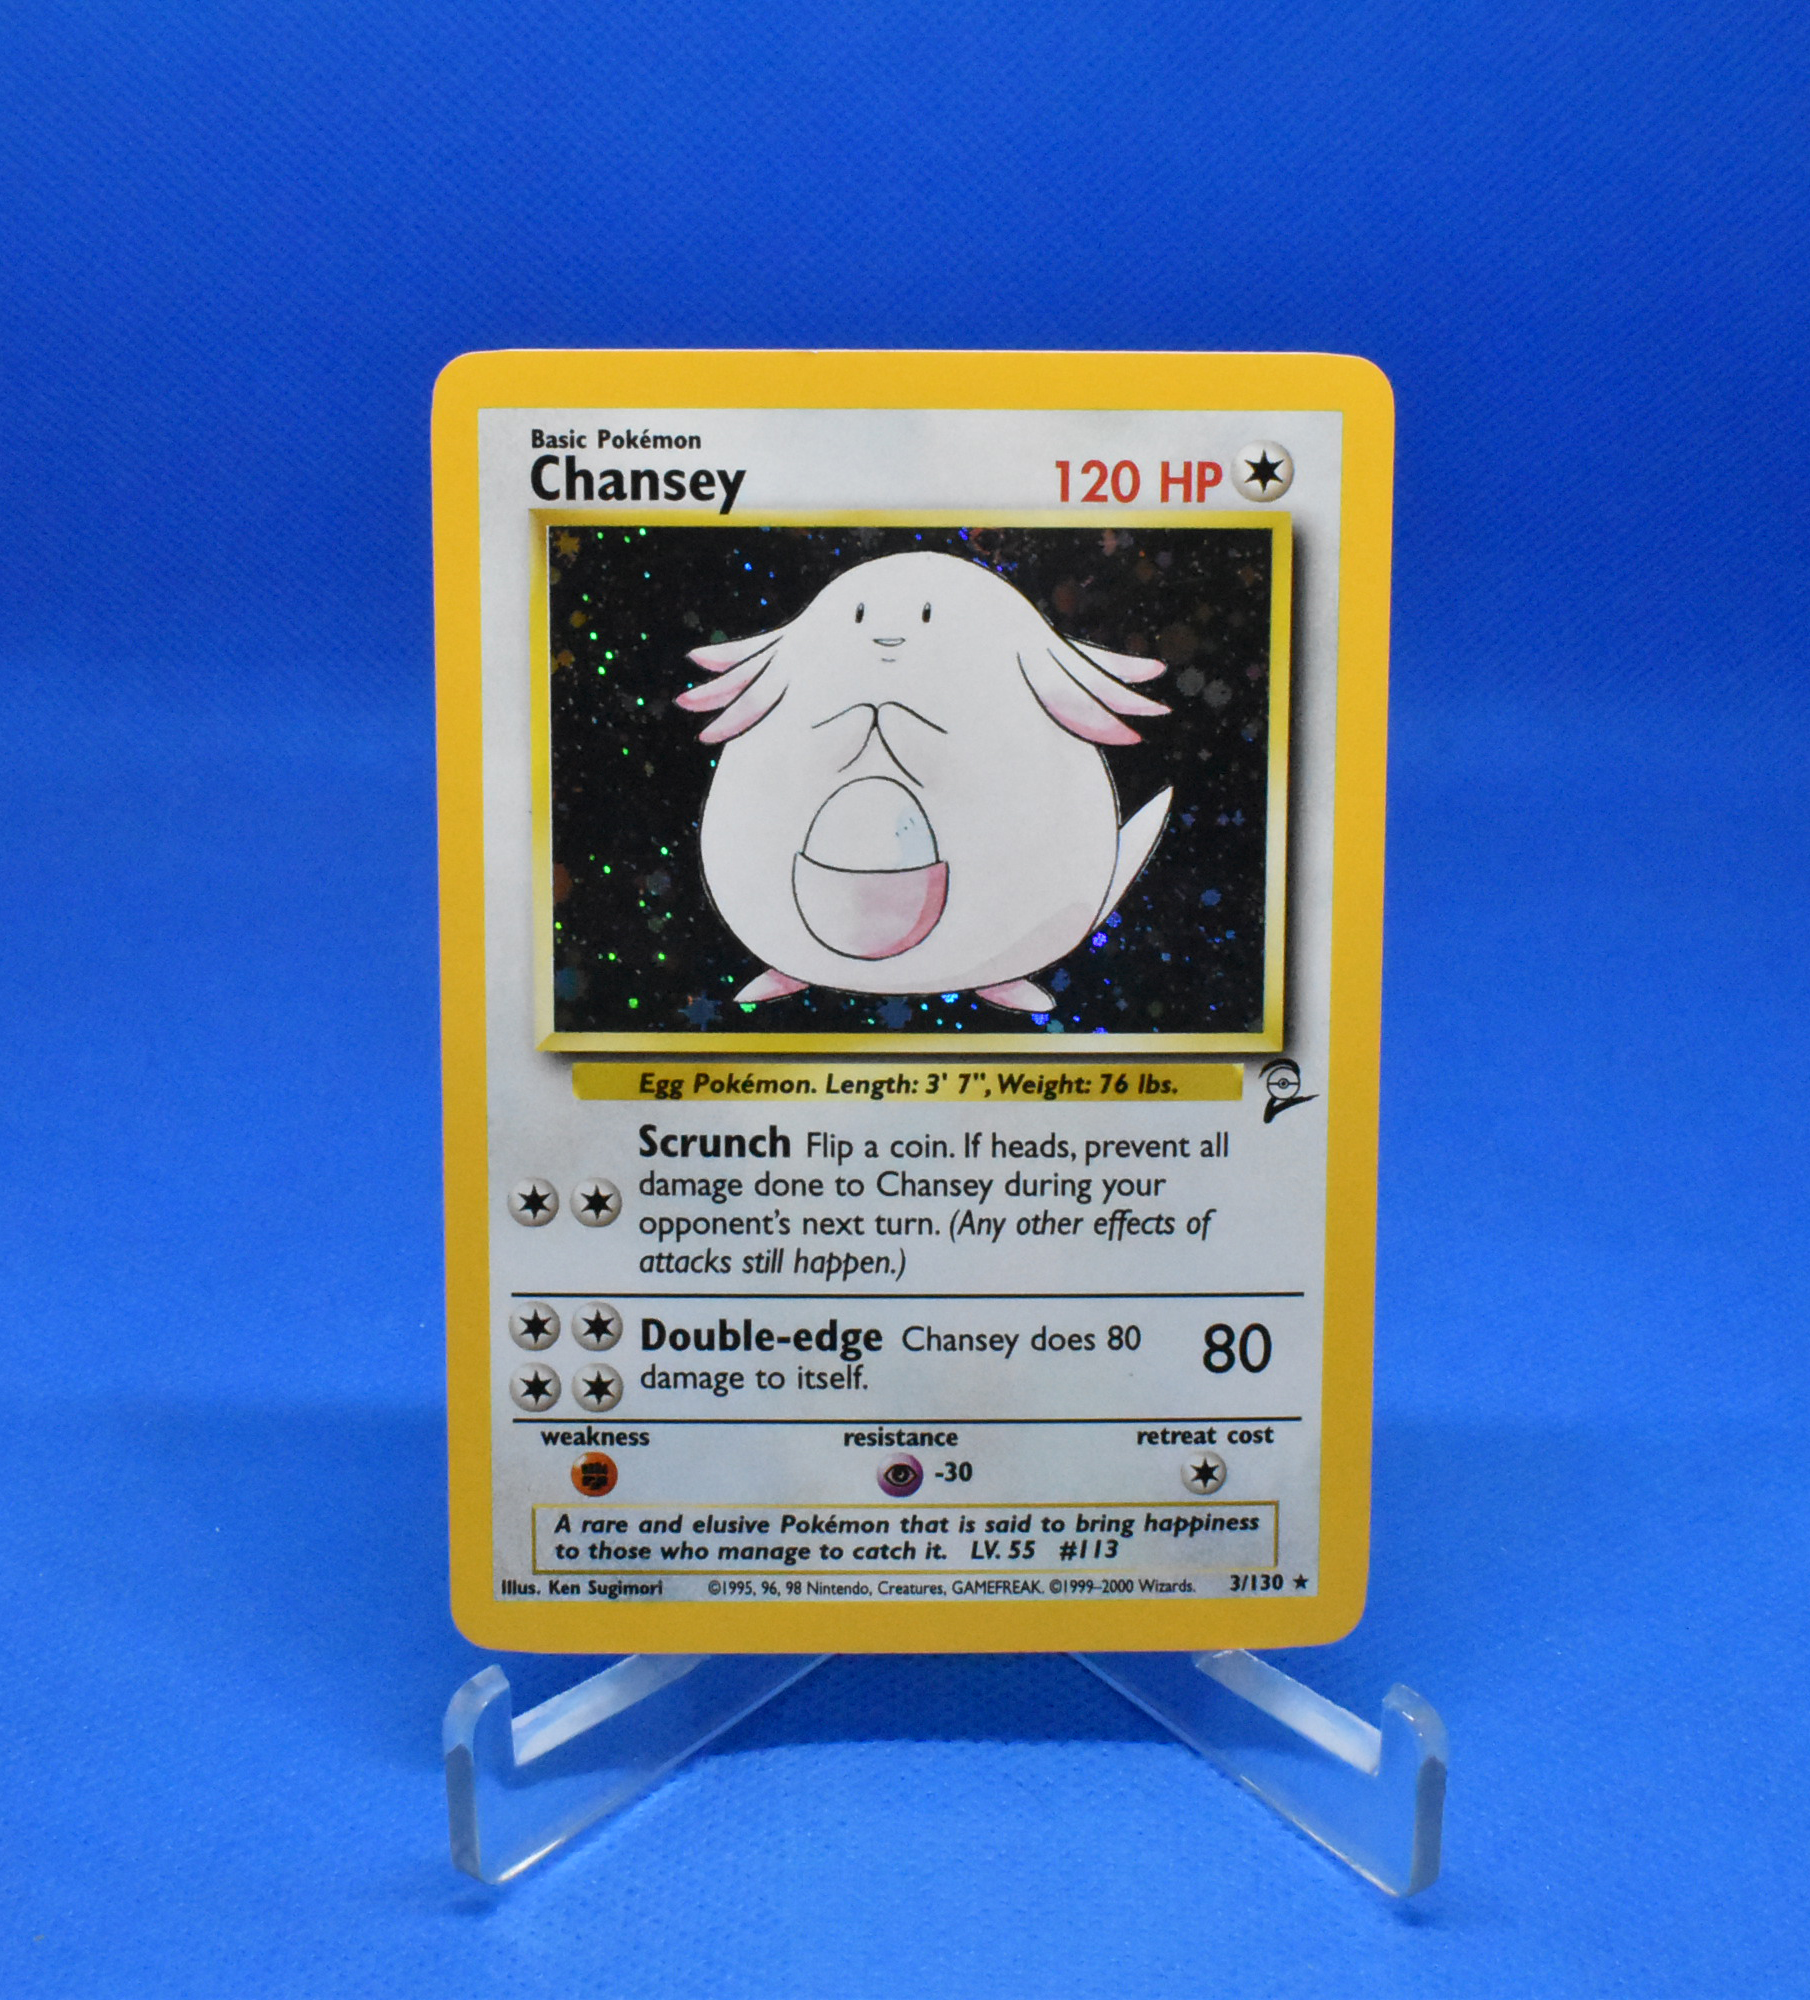 Basic Pokémon
Chansey
120 HP
Egg Pokémon. Length: 3' 7", Weight: 76 lbs.
Scrunch Flip a coin. If heads, prevent all
damage done to Chansey during your
opponent's next turn. (Any other effects of
attacks still happen.)
Double-edge Chansey does 80
damage to itself.
80
weakness resistance retreat cost
-30
A rare and elusive Pokémon that is said to bring happiness
to those who manage to catch it. LV. 55 #113
Illus. Ken Sugimori ©1995, 96, 98 Nintendo, Creatures, GAMEFREAK. ©1999–2000 Wizards. 3/130 ★